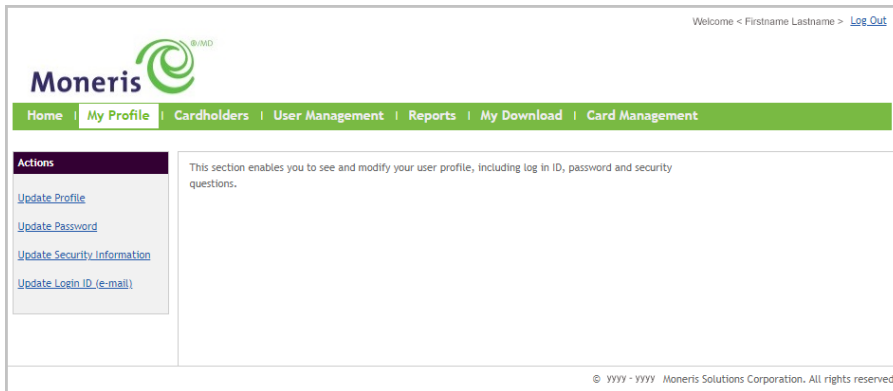 Welcome < Firstname Lastname > Log Out
®/MD
Moneris
Home | My Profile | Cardholders | User Management | Reports | My Download | Card Management
Actions
Update Profile
Update Password
Update Security Information
Update Login ID (e-mail)
This section enables you to see and modify your user profile, including log in ID, password and security
questions.
© yyyy - yyyy Moneris Solutions Corporation. All rights reserved